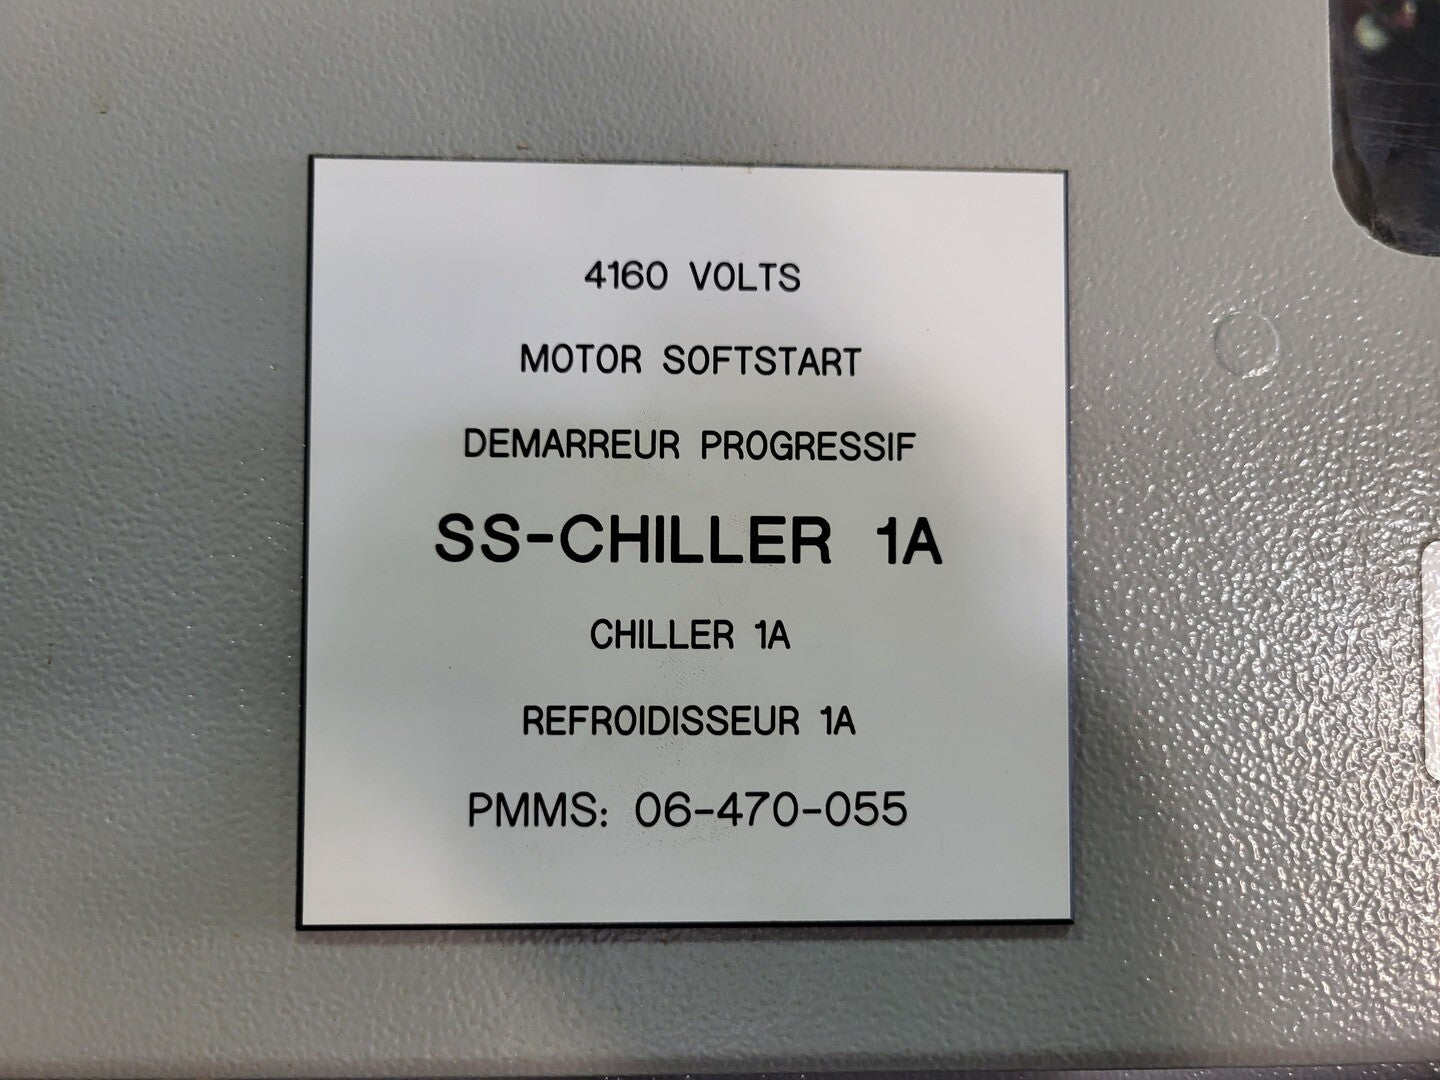 4160 VOLTS
MOTOR SOFTSTART
DEMARREUR PROGRESSIF
SS-CHILLER 1A
CHILLER 1A
REFROIDISSEUR 1A
PMMS: 06-470-055